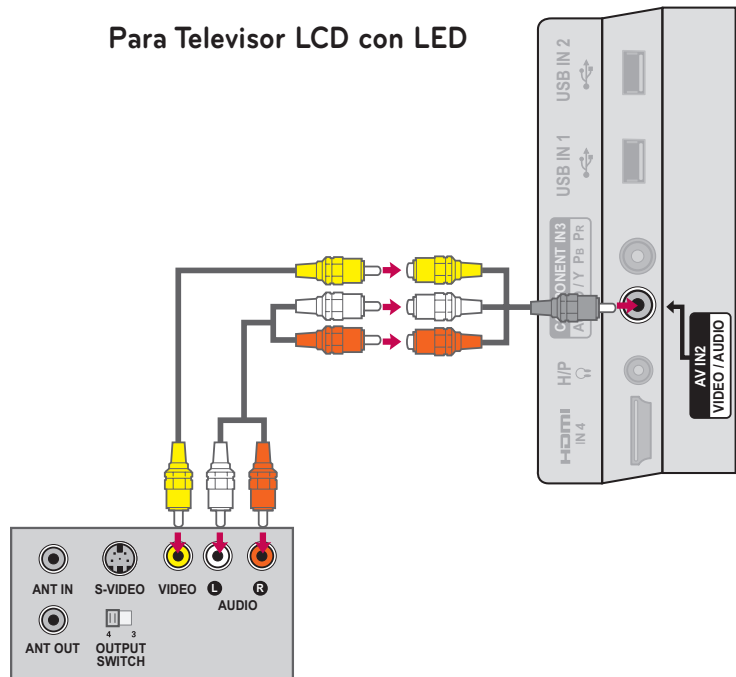 Para Televisor LCD con LED
USB IN 2
USB IN 1
COMPONENT IN3
/ Y PB PR
H/P
HDMI
IN 4
AV IN2
VIDEO / AUDIO
ANT IN
S-VIDEO
VIDEO
L
R
AUDIO
ANT OUT
4 3
OUTPUT
SWITCH